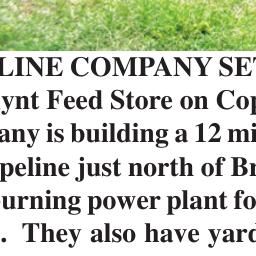 LINE COMPANY SET
ynt Feed Store on Cop
any is building a 12 mi
peline just north of Br
urning power plant fo
. They also have yard